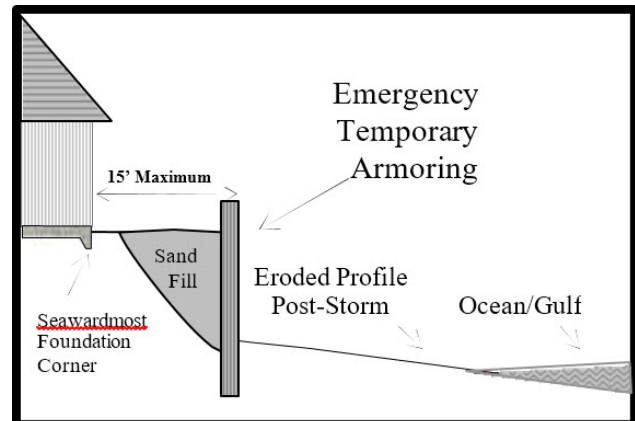 Emergency
Temporary
Armoring
15’ Maximum
Sand
Fill
Eroded Profile
Post-Storm
Ocean/Gulf
Seawardmost
Foundation
Corner